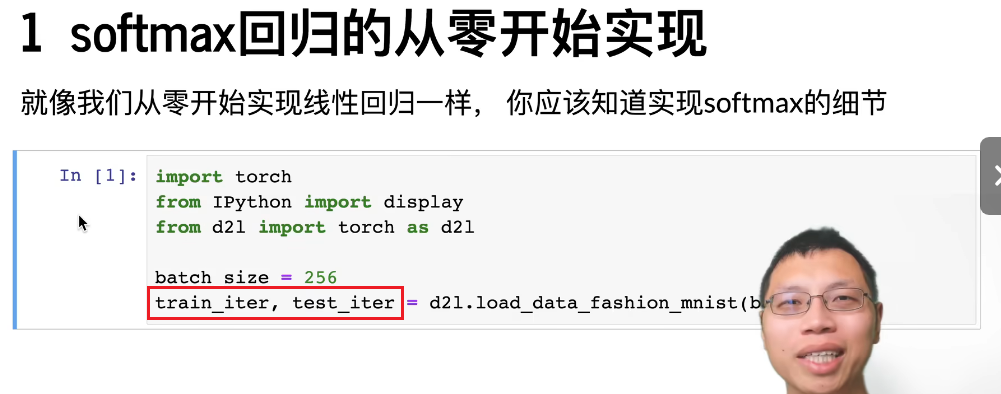 1 softmax回归的从零开始实现
就像我们从零开始实现线性回归一样, 你应该知道实现softmax的细节
In [1]: import torch
from IPython import display
from d2l import torch as d2l
batch_size = 256
train_iter, test_iter = d2l.load_data_fashion_mnist(b